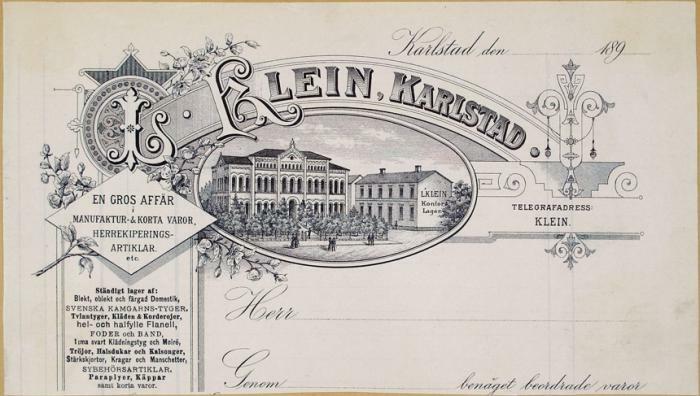 Karlstad den 189
L. KLEIN, KARLSTAD.
L. KLEIN
Kontor &
Lager
TELEGRAFADRESS:
KLEIN.
EN GROS AFFÄR
i
MANUFAKTUR- & KORTA VAROR,
HERREKIPERINGS-
ARTIKLAR
etc.
Ständigt lager af:
Blekt, oblekt och färgad Domestik,
SVENSKA KAMGARNS-TYGER,
Tvinntyger, Kläden & Korderojer,
hel- och halfylle Flanell,
FODER och BAND,
1:ma svart Klädningstyg och Moiré,
Tröjor, Halsdukar och Kalsonger,
Stärkskjortor, Kragar och Manschetter,
SYBEHÖRSARTIKLAR.
Paraplyer, Käppar
samt korta varor.
Herr
Genom benäget beordrade varor